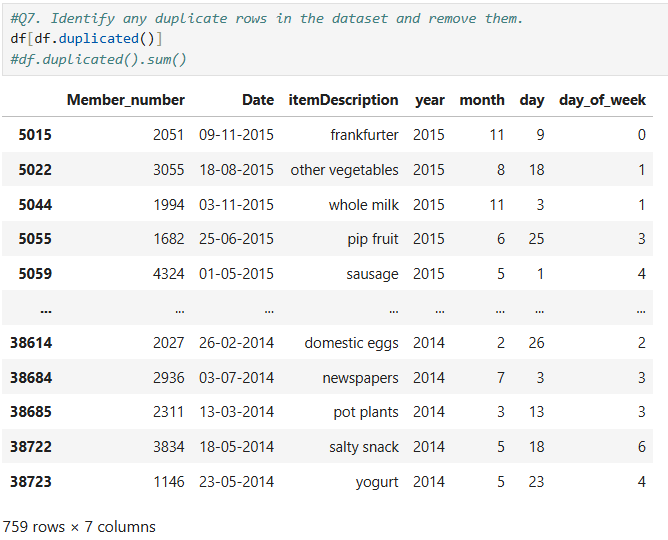 #Q7. Identify any duplicate rows in the dataset and remove them.
df[df.duplicated()]
#df.duplicated().sum()
Member_number Date itemDescription year month day day_of_week
5015 2051 09-11-2015 frankfurter 2015 11 9 0
5022 3055 18-08-2015 other vegetables 2015 8 18 1
5044 1994 03-11-2015 whole milk 2015 11 3 1
5055 1682 25-06-2015 pip fruit 2015 6 25 3
5059 4324 01-05-2015 sausage 2015 5 1 4
... ... ... ... ... ... ... ...
38614 2027 26-02-2014 domestic eggs 2014 2 26 2
38684 2936 03-07-2014 newspapers 2014 7 3 3
38685 2311 13-03-2014 pot plants 2014 3 13 3
38722 3834 18-05-2014 salty snack 2014 5 18 6
38723 1146 23-05-2014 yogurt 2014 5 23 4
759 rows × 7 columns